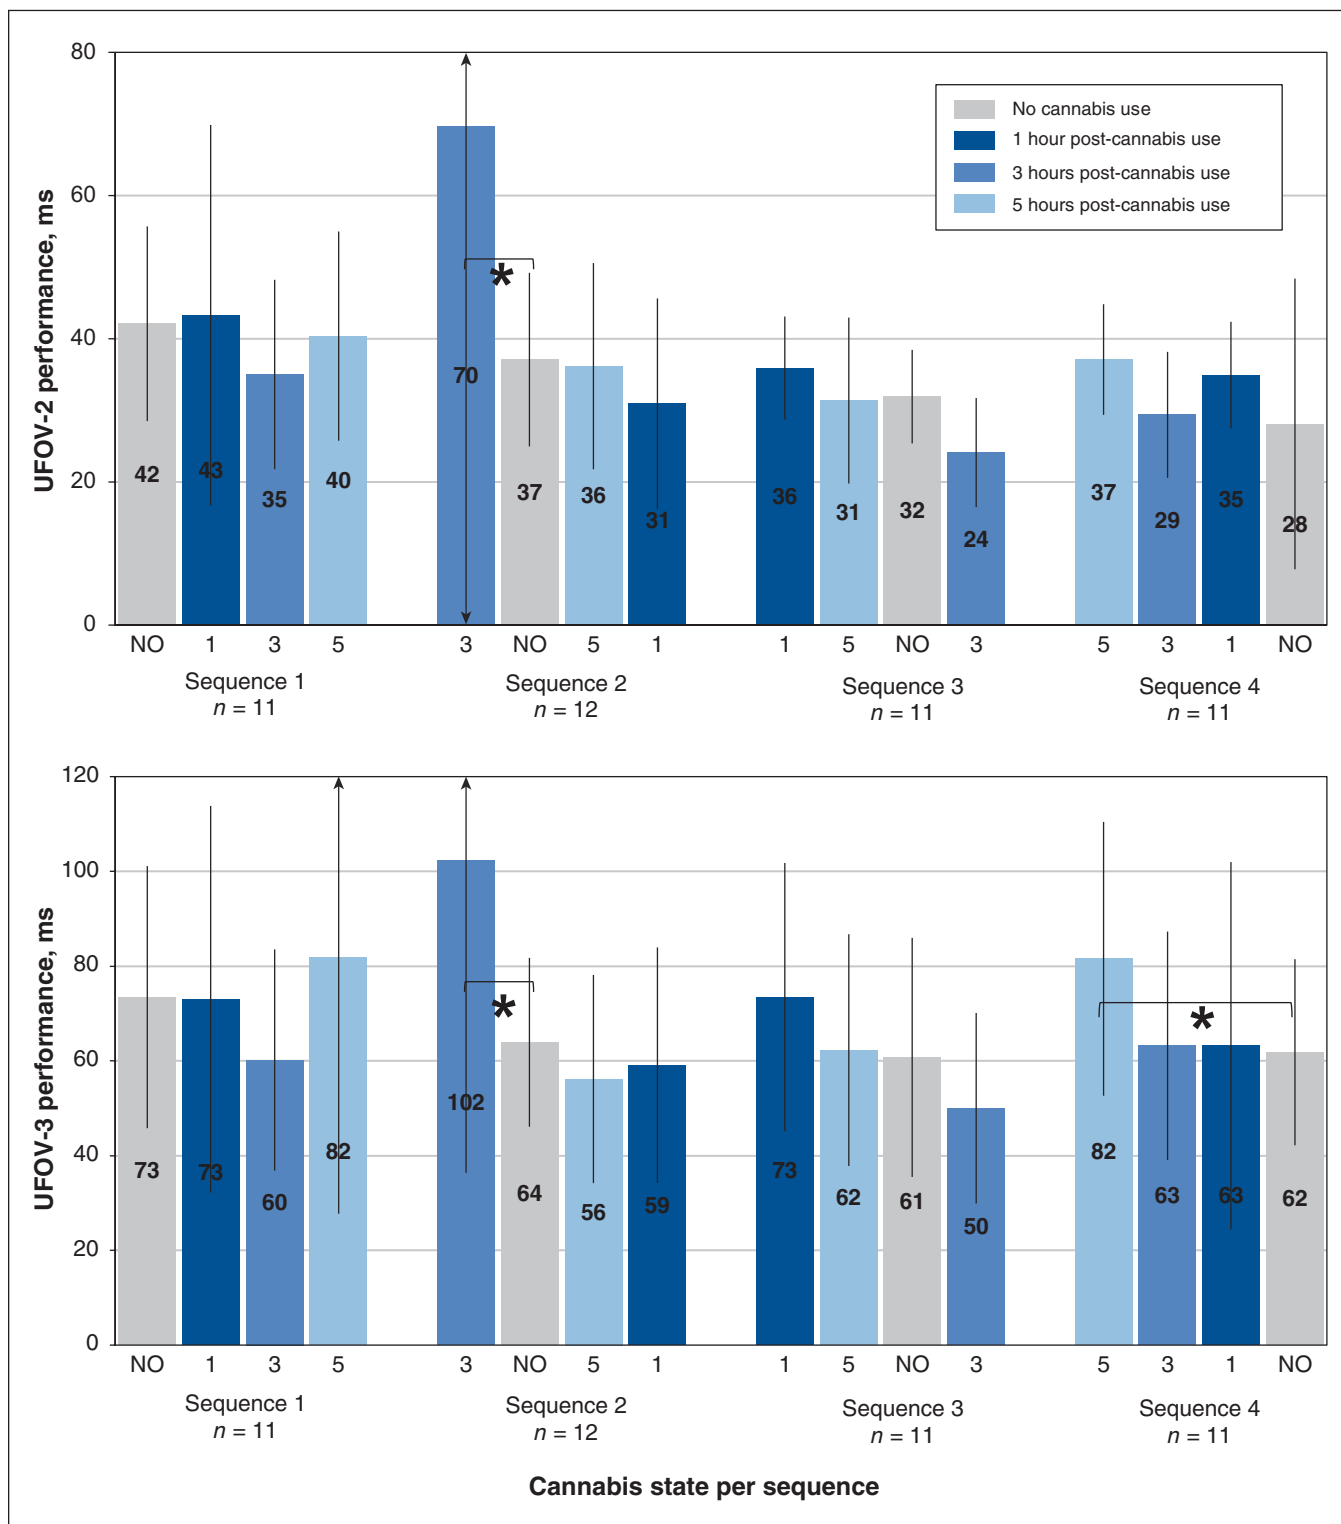 80
60
40
20
0
UFOV-2 performance, ms
No cannabis use
1 hour post-cannabis use
3 hours post-cannabis use
5 hours post-cannabis use
*
42
43
35
40
70
37
36
31
36
31
32
24
37
29
35
28
NO 1 3 5
3 NO 5 1
1 5 NO 3
5 3 1 NO
Sequence 1
n = 11
Sequence 2
n = 12
Sequence 3
n = 11
Sequence 4
n = 11
120
100
80
60
40
20
0
UFOV-3 performance, ms
*
*
73
73
60
82
102
64
56
59
73
62
61
50
82
63
63
62
NO 1 3 5
3 NO 5 1
1 5 NO 3
5 3 1 NO
Sequence 1
n = 11
Sequence 2
n = 12
Sequence 3
n = 11
Sequence 4
n = 11
Cannabis state per sequence